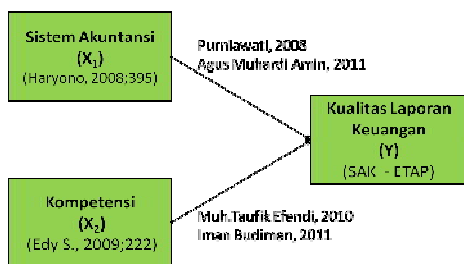 Sistem Akuntansi
(X1)
(Haryono, 2008;395)
Purniawati, 2008
Agus Muhardi Amin, 2011
Kualitas Laporan
Keuangan
(Y)
(SAK - ETAP)
Kompetensi
(X2)
(Edy S., 2009;222)
Muh.Taufik Efendi, 2010
Iman Budiman, 2011